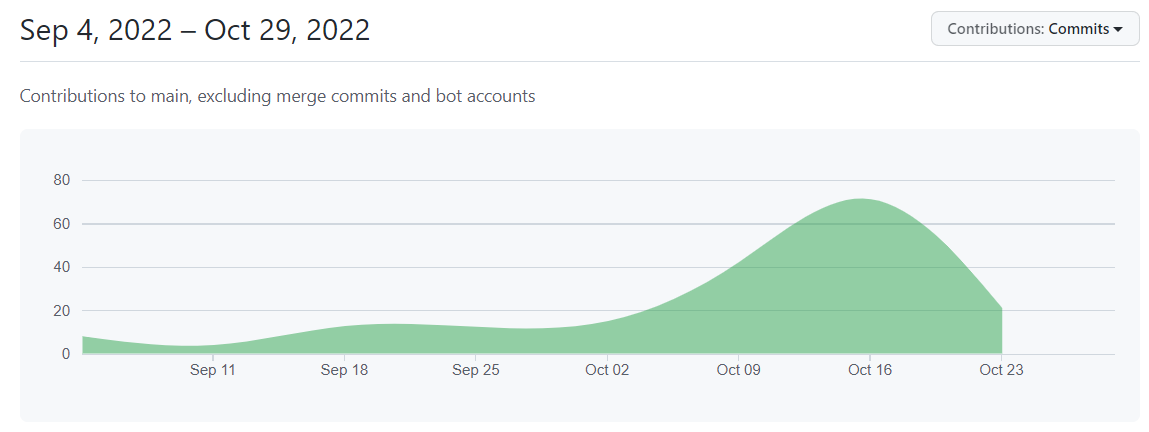 Sep 4, 2022 – Oct 29, 2022
Contributions: Commits
Contributions to main, excluding merge commits and bot accounts
80
60
40
20
0
Sep 11 Sep 18 Sep 25 Oct 02 Oct 09 Oct 16 Oct 23